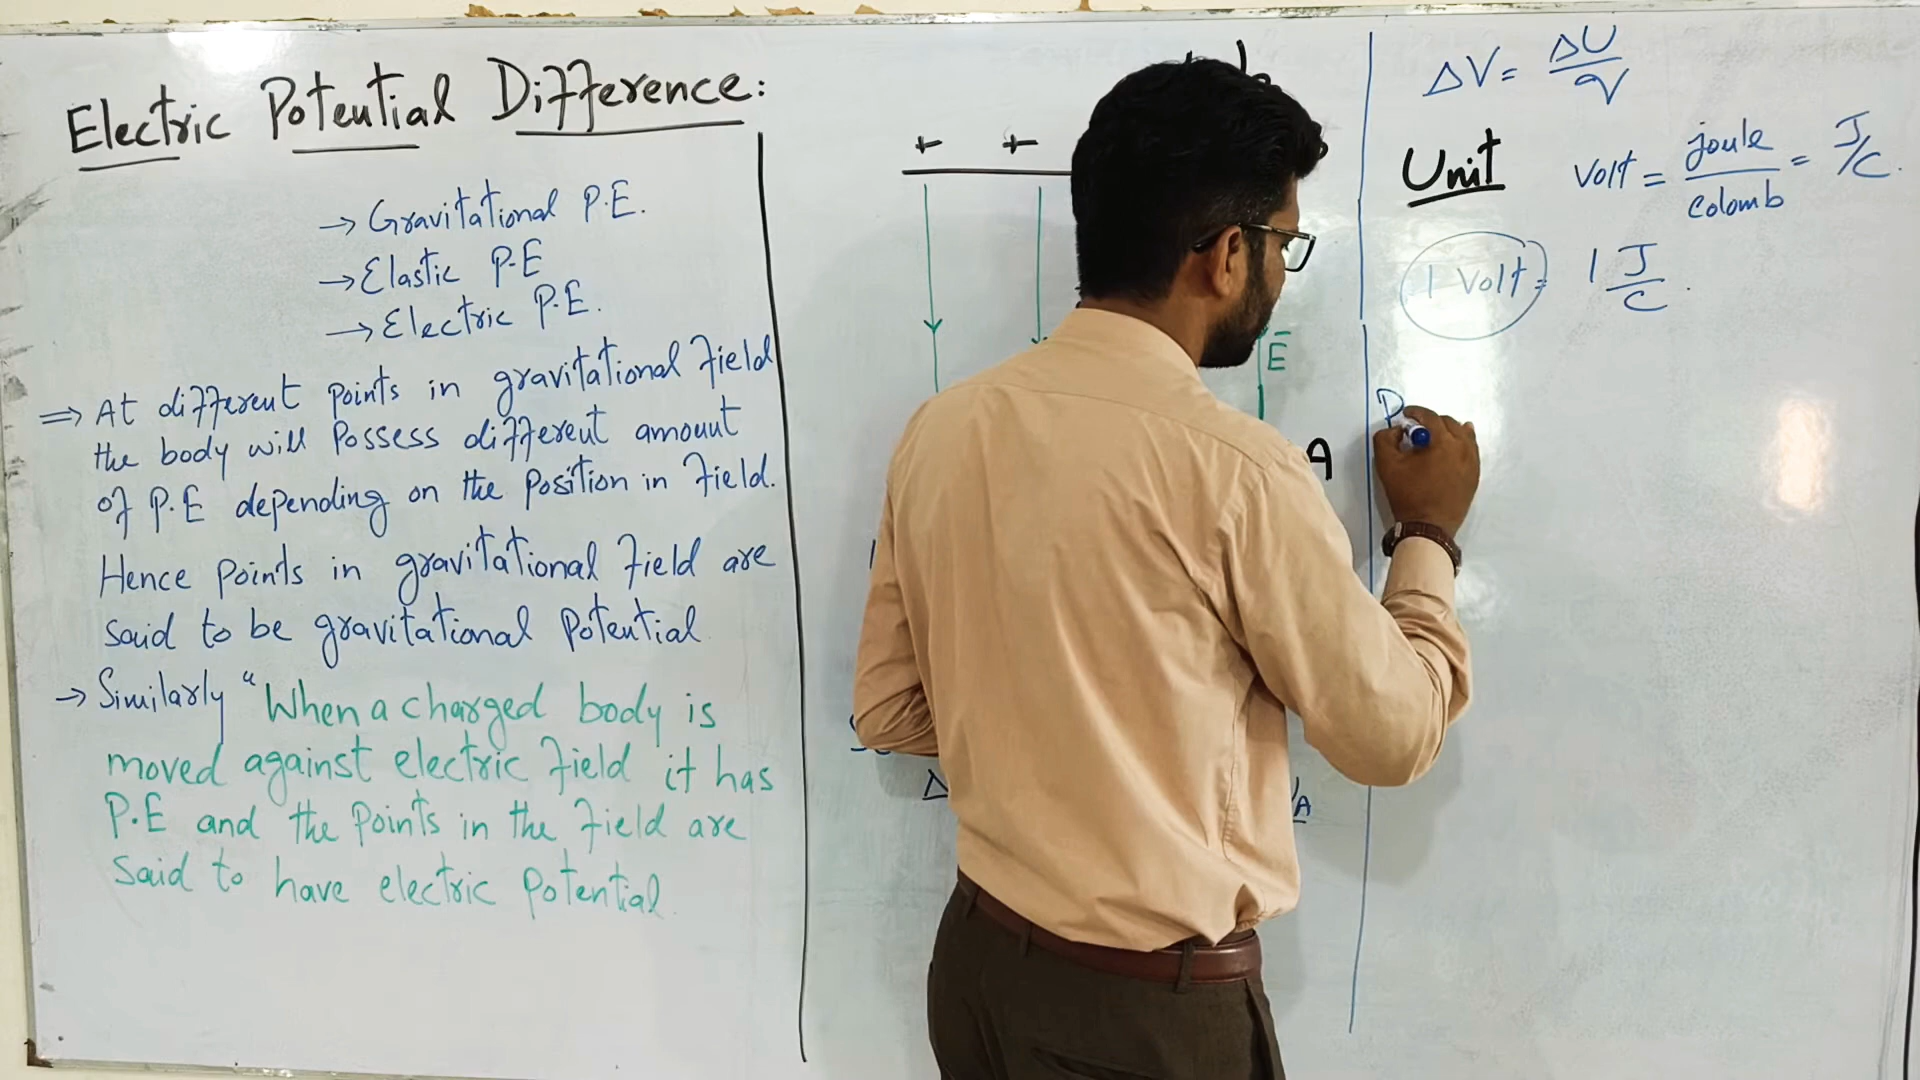 Electric Potential Difference:
→ Gravitational P.E.
→ Elastic P.E
→ Electric P.E.
⇒ At different points in gravitational field
the body will Possess different amount
of P.E depending on the Position in field.
Hence Points in gravitational field are
said to be gravitational Potential
→ Similarly “When a charged body is
moved against electric field it has
P.E and the Points in the field are
said to have electric Potential.
+ +
E
A
Δ
A
ΔV = ΔU/q
Unit Volt = joule/colomb = J/C.
1 Volt = 1 J/C.
P